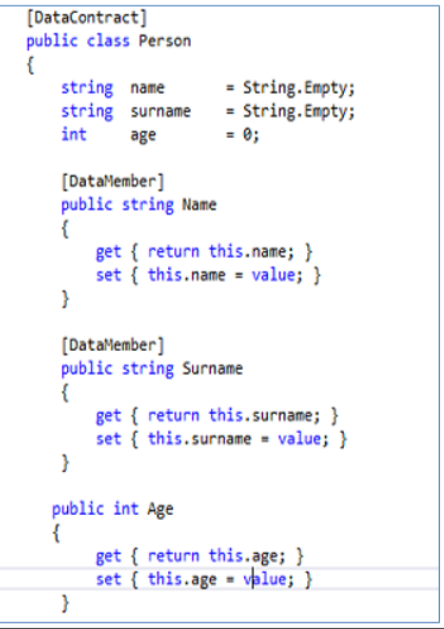 [DataContract]
public class Person
{
    string  name       = String.Empty;
    string  surname    = String.Empty;
    int     age        = 0;

    [DataMember]
    public string Name
    {
        get { return this.name; }
        set { this.name = value; }
    }

    [DataMember]
    public string Surname
    {
        get { return this.surname; }
        set { this.surname = value; }
    }

   public int Age
   {
        get { return this.age; }
        set { this.age = value; }
    }